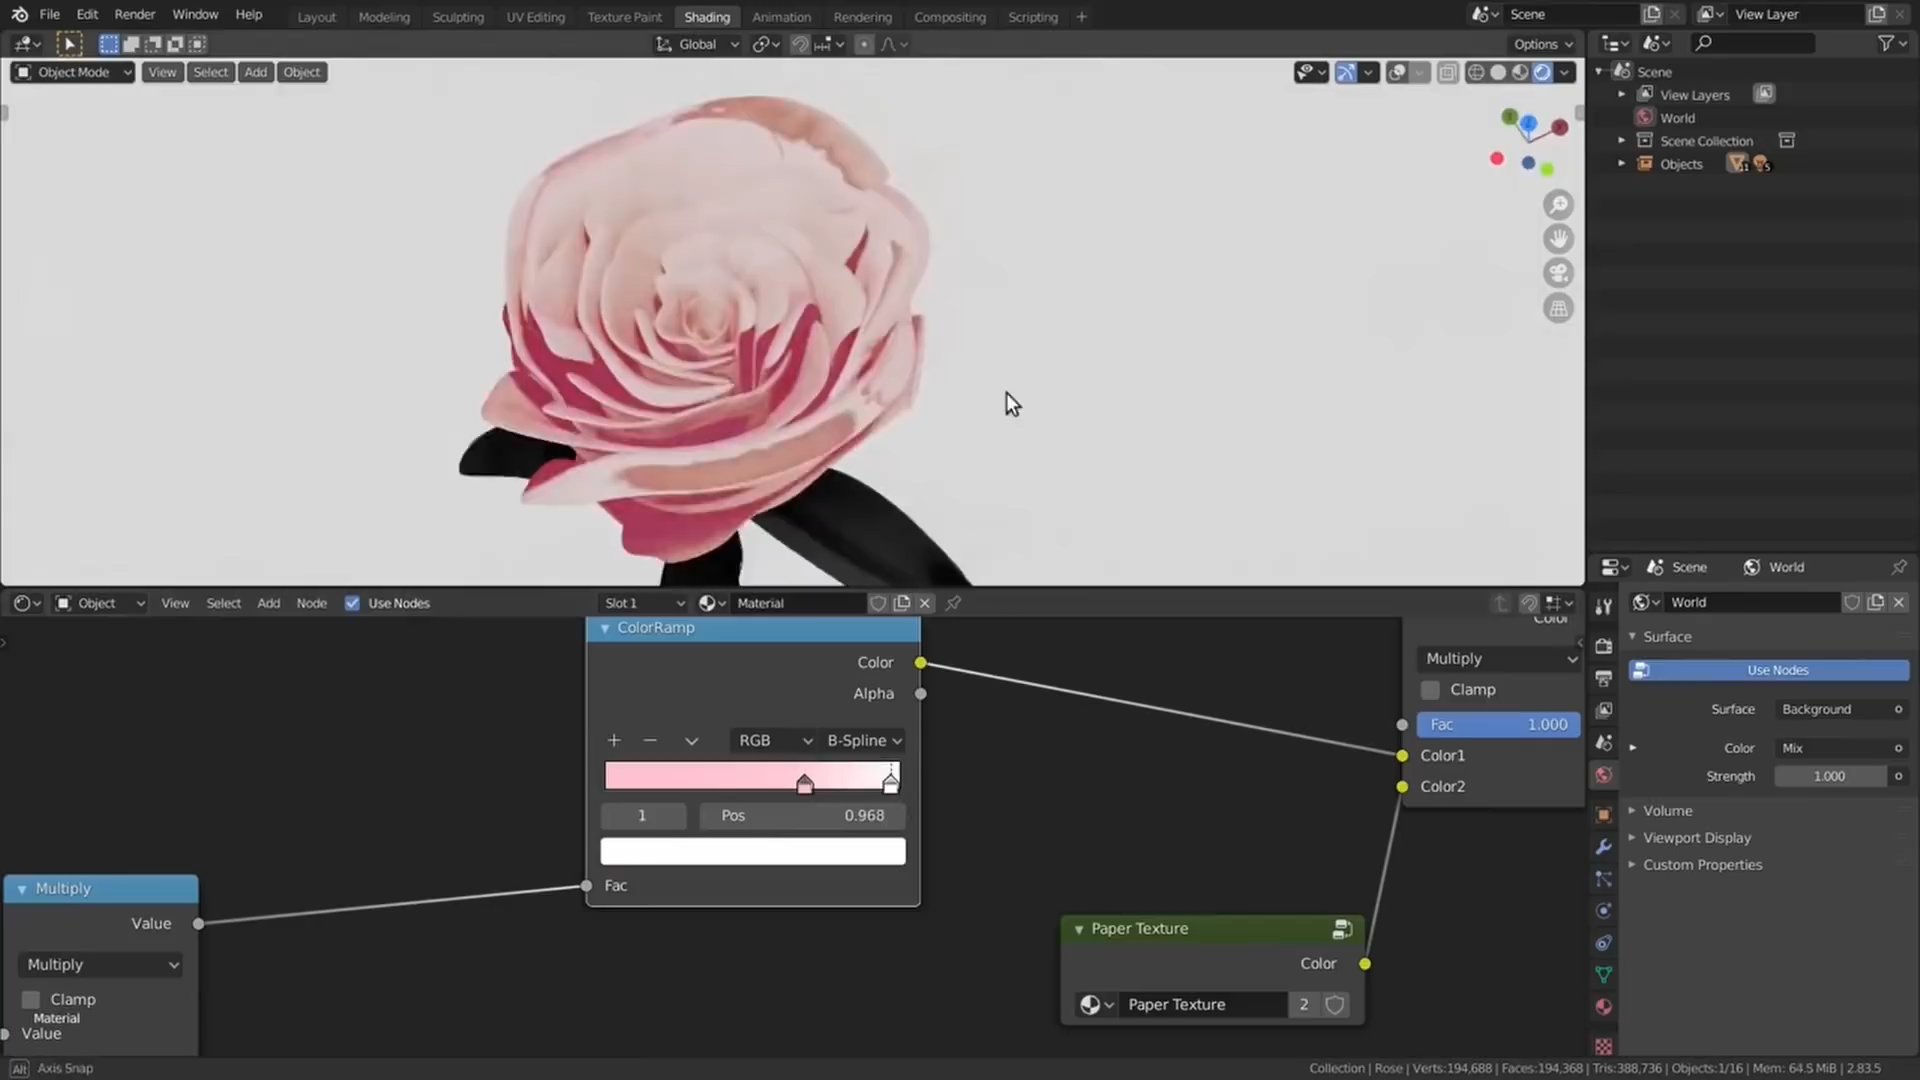 File Edit Render Window Help Layout Modeling Sculpting UV Editing Texture Paint Shading Animation Rendering Compositing Scripting + Scene View Layer
Global Options
Object Mode View Select Add Object
Scene
View Layers
World
Scene Collection
Objects
Scene World
Object View Select Add Node Use Nodes Slot 1 Material
World
Surface
Use Nodes
Surface Background
Color Mix
Strength 1.000
Volume
Viewport Display
Custom Properties
ColorRamp
Color
Alpha
+ − RGB B-Spline
1 Pos 0.968
Fac
Color
Multiply
Clamp
Fac 1.000
Color1
Color2
Multiply
Value
Multiply
Clamp
Material
Value
Paper Texture
Color
Paper Texture 2
Alt Axis Snap
Collection | Rose | Verts:194,688 | Faces:194,368 | Tris:388,736 | Objects:1/16 | Mem: 64.5 MiB | 2.83.5